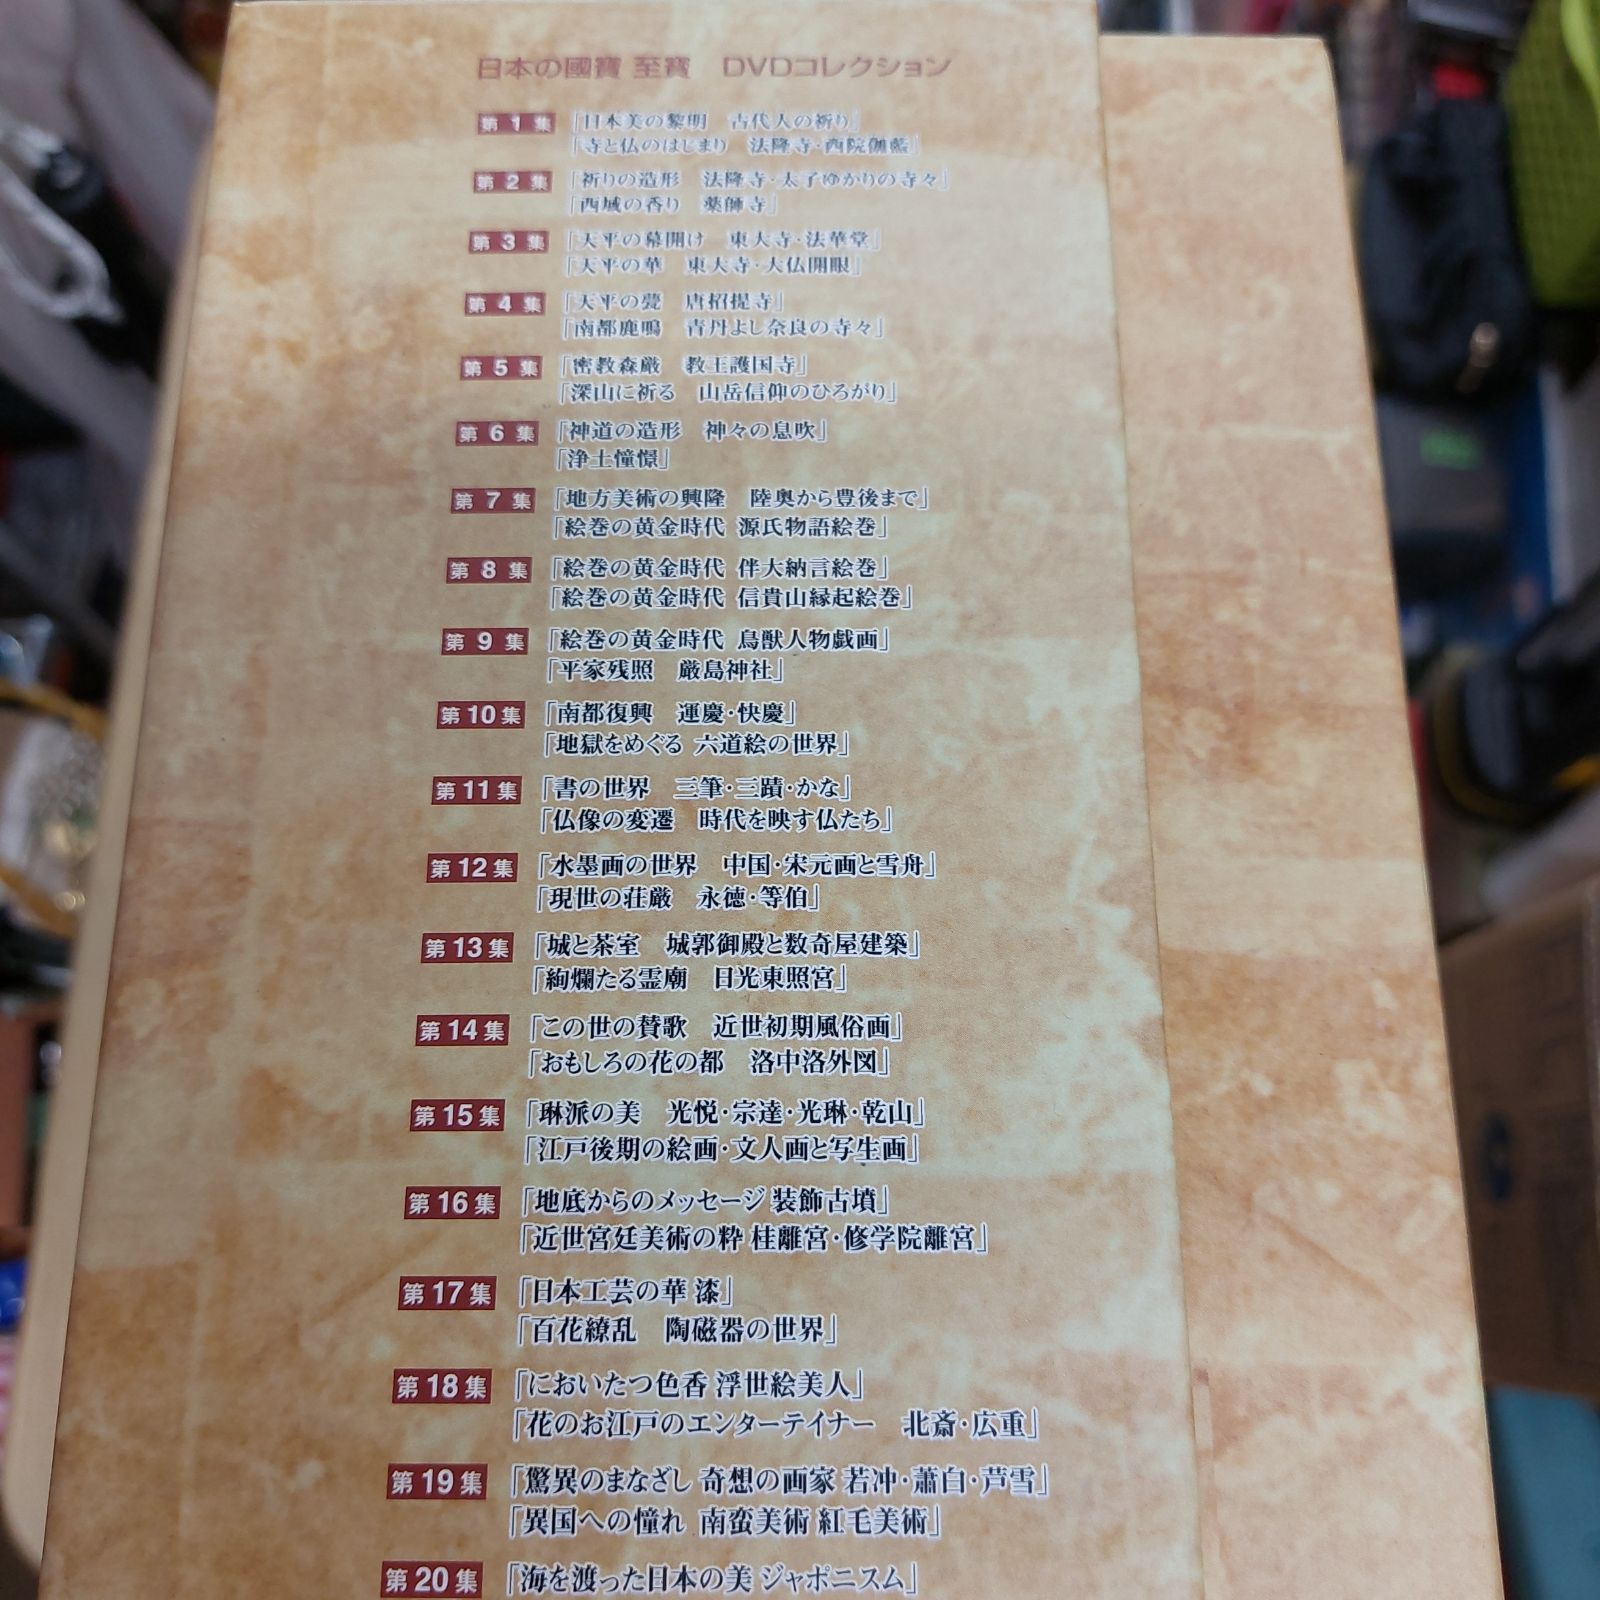 日本の國寶 至寶　DVDコレクション
第 1 集 「日本美の黎明　古代人の祈り」
「寺と仏のはじまり　法隆寺・西院伽藍」
第 2 集 「祈りの造形　法隆寺・太子ゆかりの寺々」
「西域の香り　薬師寺」
第 3 集 「天平の幕開け　東大寺・法華堂」
「天平の華　東大寺・大仏開眼」
第 4 集 「天平の甍　唐招提寺」
「南都鹿鳴　青丹よし奈良の寺々」
第 5 集 「密教森厳　教王護国寺」
「深山に祈る　山岳信仰のひろがり」
第 6 集 「神道の造形　神々の息吹」
「浄土憧憬」
第 7 集 「地方美術の興隆　陸奥から豊後まで」
「絵巻の黄金時代 源氏物語絵巻」
第 8 集 「絵巻の黄金時代 伴大納言絵巻」
「絵巻の黄金時代 信貴山縁起絵巻」
第 9 集 「絵巻の黄金時代 鳥獣人物戯画」
「平家残照　厳島神社」
第 10 集 「南都復興　運慶・快慶」
「地獄をめぐる 六道絵の世界」
第 11 集 「書の世界　三筆・三蹟・かな」
「仏像の変遷　時代を映す仏たち」
第 12 集 「水墨画の世界　中国・宋元画と雪舟」
「現世の荘厳　永徳・等伯」
第 13 集 「城と茶室　城郭御殿と数奇屋建築」
「絢爛たる霊廟　日光東照宮」
第 14 集 「この世の賛歌　近世初期風俗画」
「おもしろの花の都　洛中洛外図」
第 15 集 「琳派の美　光悦・宗達・光琳・乾山」
「江戸後期の絵画・文人画と写生画」
第 16 集 「地底からのメッセージ 装飾古墳」
「近世宮廷美術の粋 桂離宮・修学院離宮」
第 17 集 「日本工芸の華 漆」
「百花繚乱　陶磁器の世界」
第 18 集 「においたつ色香 浮世絵美人」
「花のお江戸のエンターテイナー　北斎・広重」
第 19 集 「驚異のまなざし 奇想の画家 若冲・蕭白・芦雪」
「異国への憧れ 南蛮美術 紅毛美術」
第 20 集 「海を渡った日本の美 ジャポニスム」